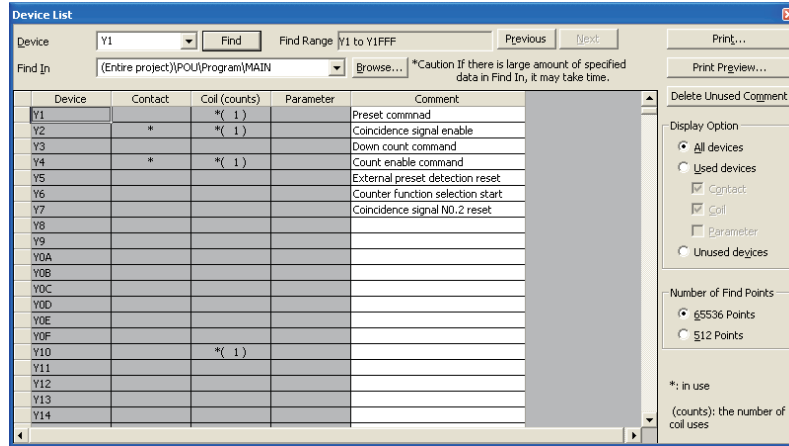 Device List
Device Y1 Find Find Range Y1 to Y1FFF Previous Next Print...
Find In (Entire project)\POU\Program\MAIN Browse... *Caution If there is large amount of specified
data in Find In, it may take time. Print Preview...
Delete Unused Comment
Device Contact Coil (counts) Parameter Comment
Y1 *( 1 ) Preset commnad
Y2 * *( 1 ) Coincidence signal enable
Y3 Down count command
Y4 * *( 1 ) Count enable command
Y5 External preset detection reset
Y6 Counter function selection start
Y7 Coincidence signal N0.2 reset
Y8
Y9
Y0A
Y0B
Y0C
Y0D
Y0E
Y0F
Y10 *( 1 )
Y11
Y12
Y13
Y14
Display Option
All devices
Used devices
Contact
Coil
Parameter
Unused devices
Number of Find Points
65536 Points
512 Points
*: in use
(counts): the number of
coil uses